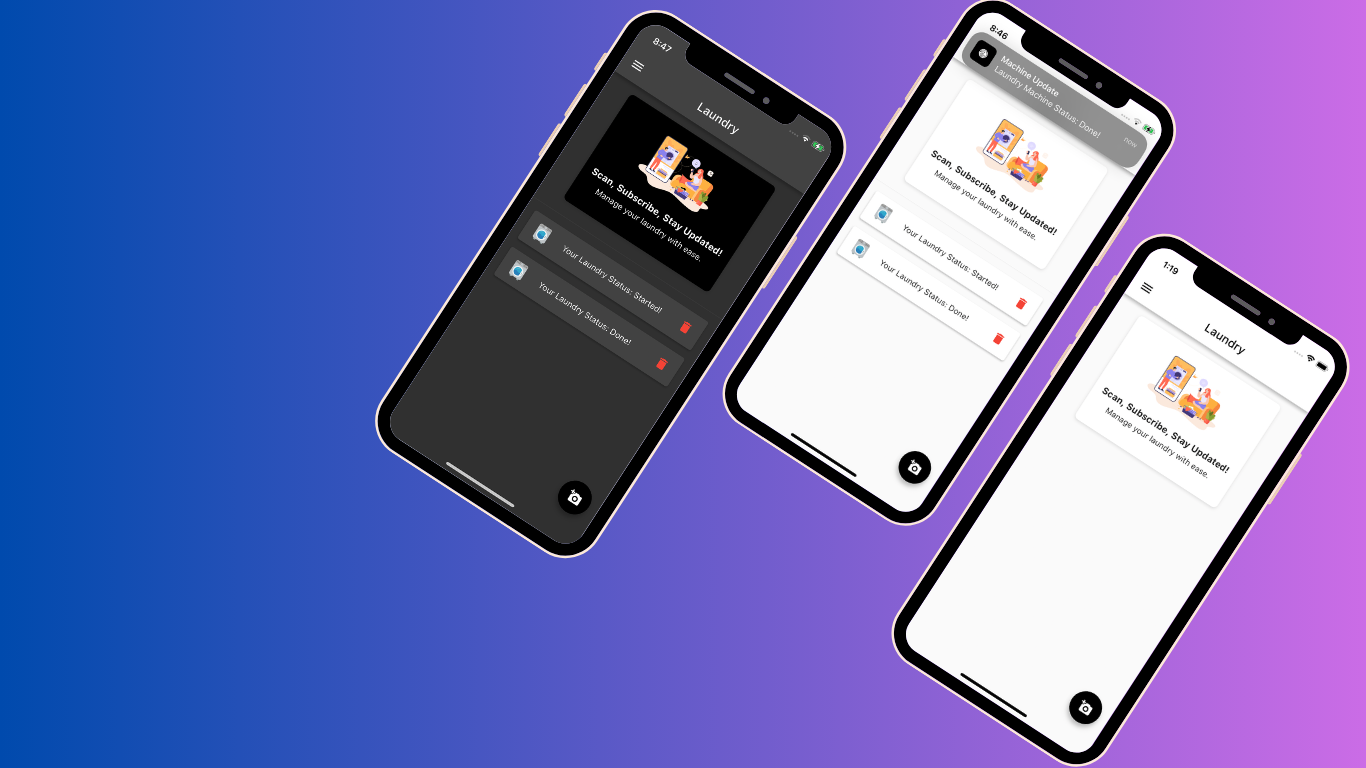 8:47
Laundry
Scan, Subscribe, Stay Updated!
Manage your laundry with ease.
Your Laundry Status: Started!
Your Laundry Status: Done!
8:46
Machine Update
Laundry Machine Status: Done!
now
Scan, Subscribe, Stay Updated!
Manage your laundry with ease.
Your Laundry Status: Started!
Your Laundry Status: Done!
1:19
Laundry
Scan, Subscribe, Stay Updated!
Manage your laundry with ease.